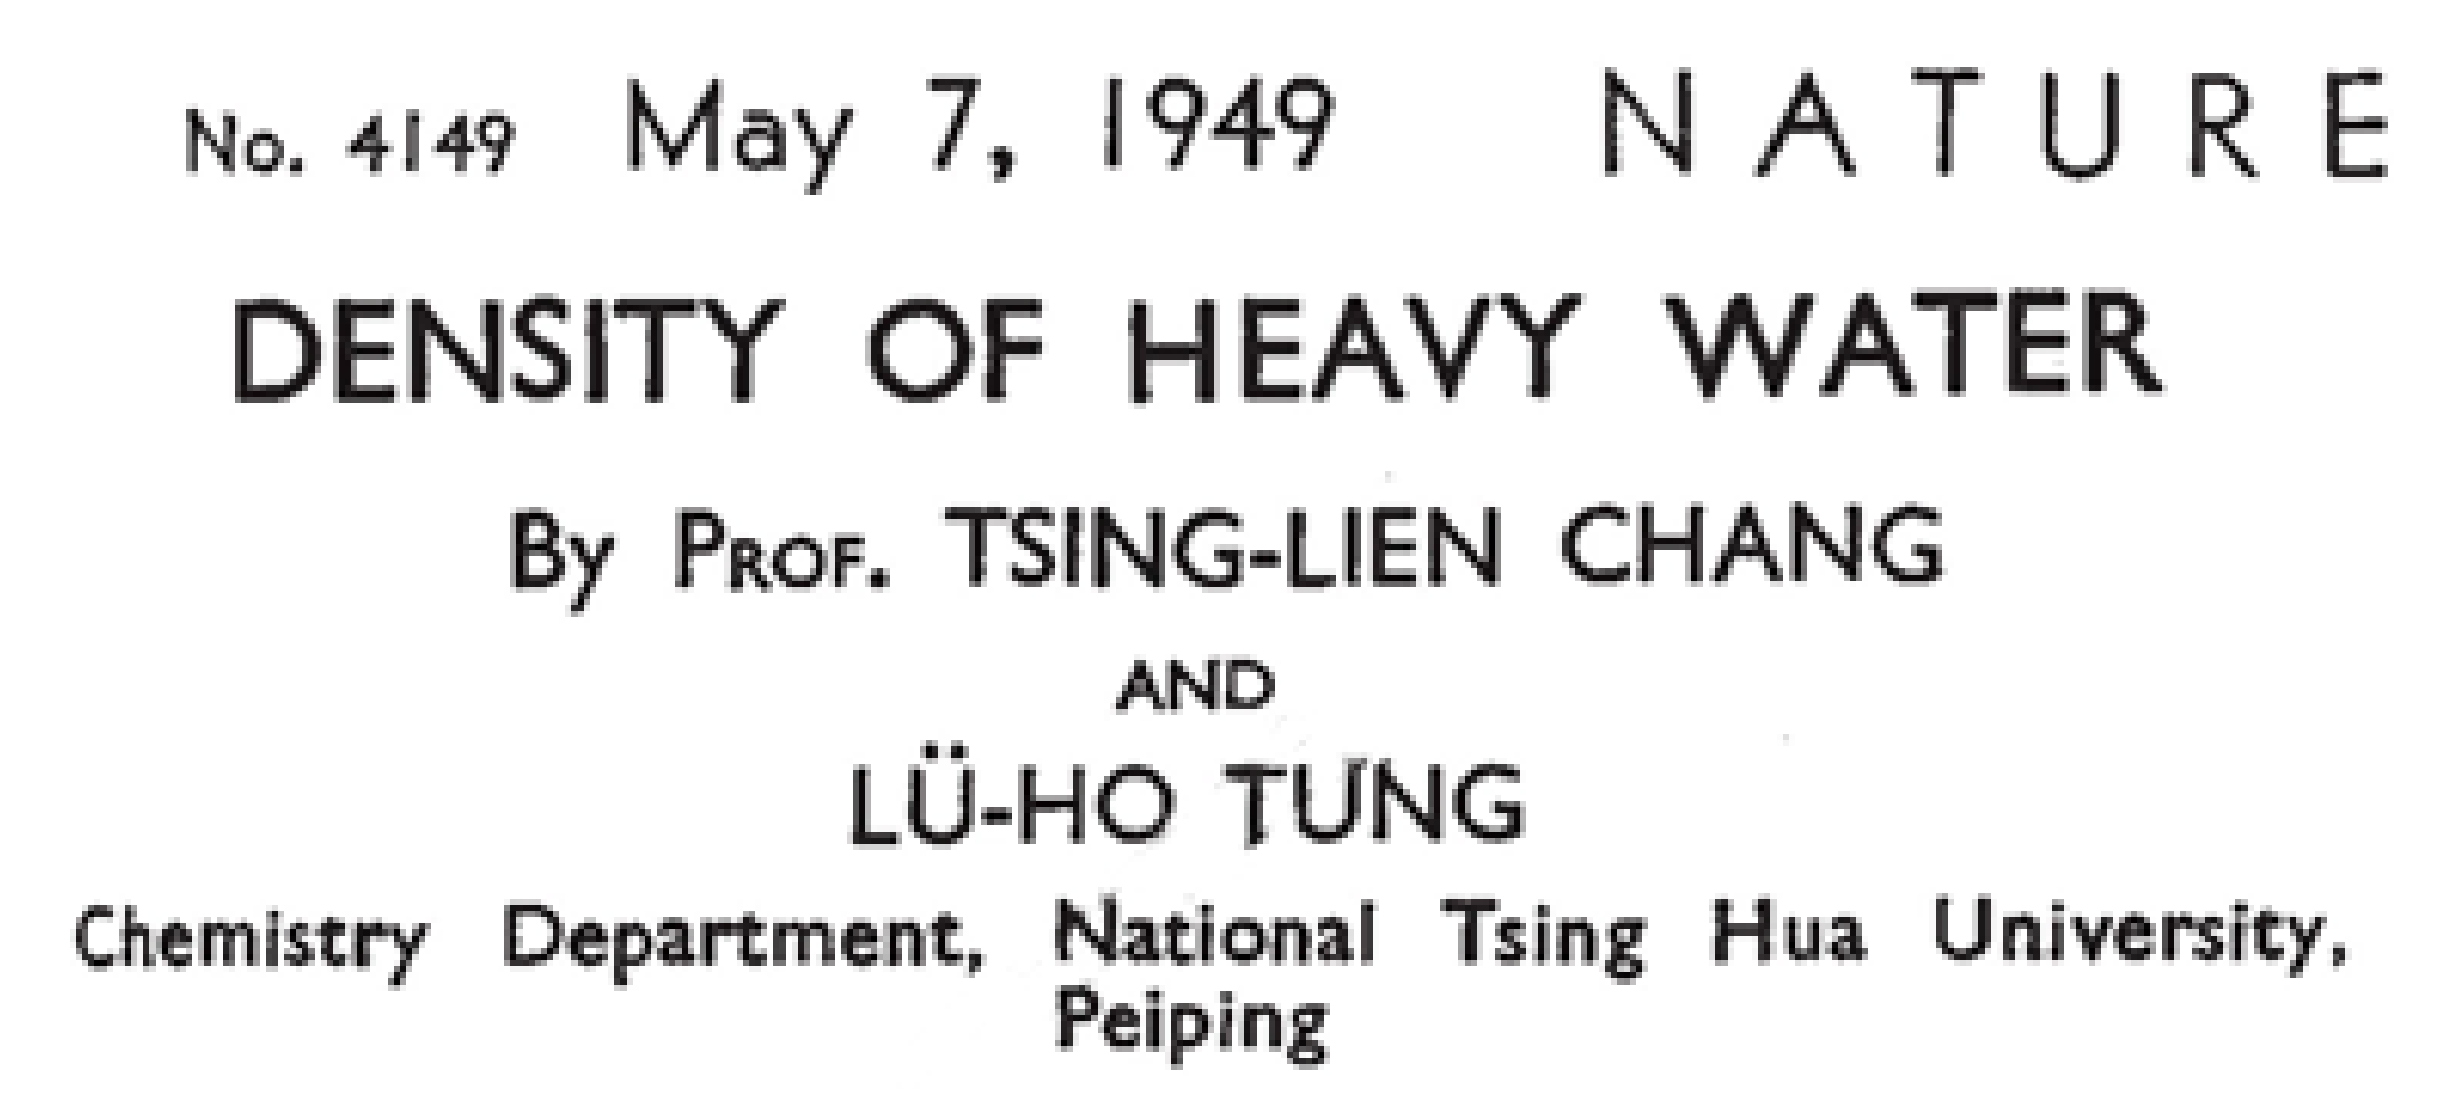 No. 4149 May 7, 1949 NATURE
DENSITY OF HEAVY WATER
By PROF. TSING-LIEN CHANG
AND
LÜ-HO TUNG
Chemistry Department, National Tsing Hua University,
Peiping